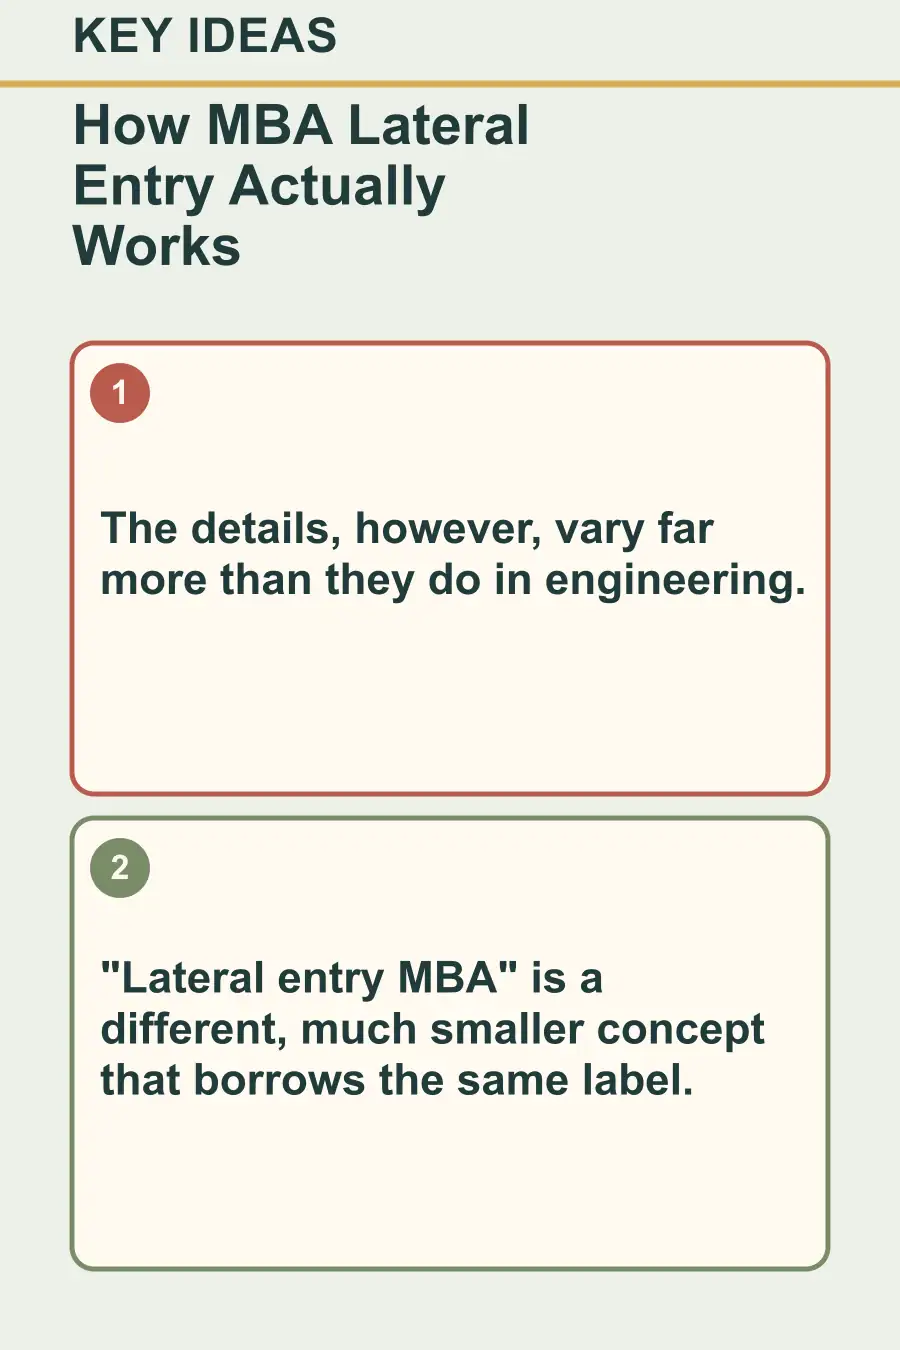 KEY IDEAS
How MBA Lateral
Entry Actually
Works
1
The details, however, vary far
more than they do in engineering.
2
"Lateral entry MBA" is a
different, much smaller concept
that borrows the same label.